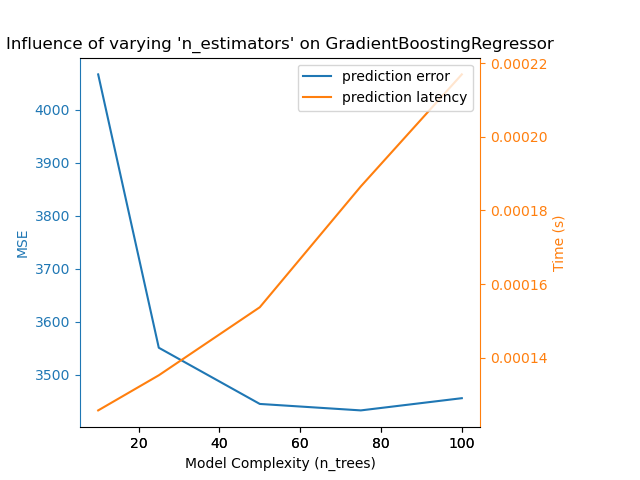 Influence of varying 'n_estimators' on GradientBoostingRegressor
prediction error
prediction latency
4000
3900
3800
3700
3600
3500
MSE
0.00022
0.00020
0.00018
0.00016
0.00014
Time (s)
20 40 60 80 100
Model Complexity (n_trees)